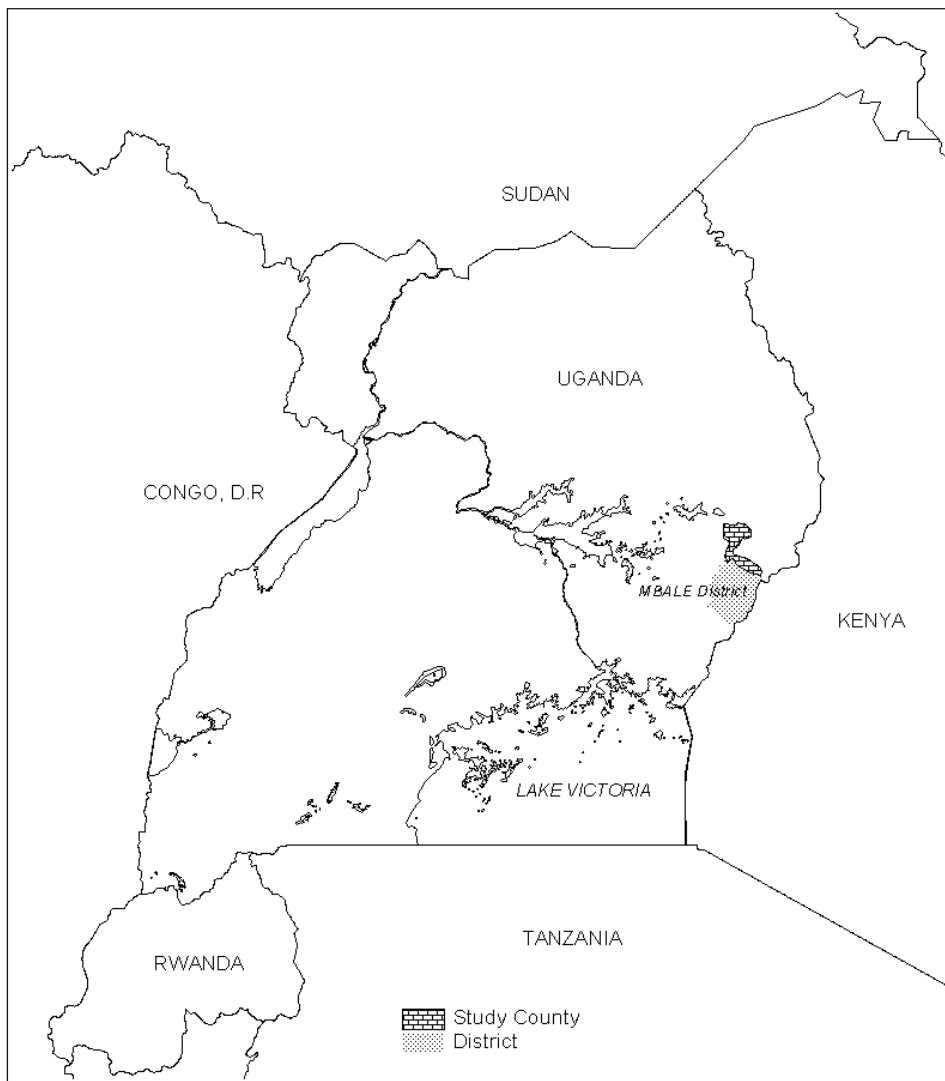 SUDAN
UGANDA
CONGO, D.R
MBALE District
KENYA
LAKE VICTORIA
TANZANIA
RWANDA
Study County
District